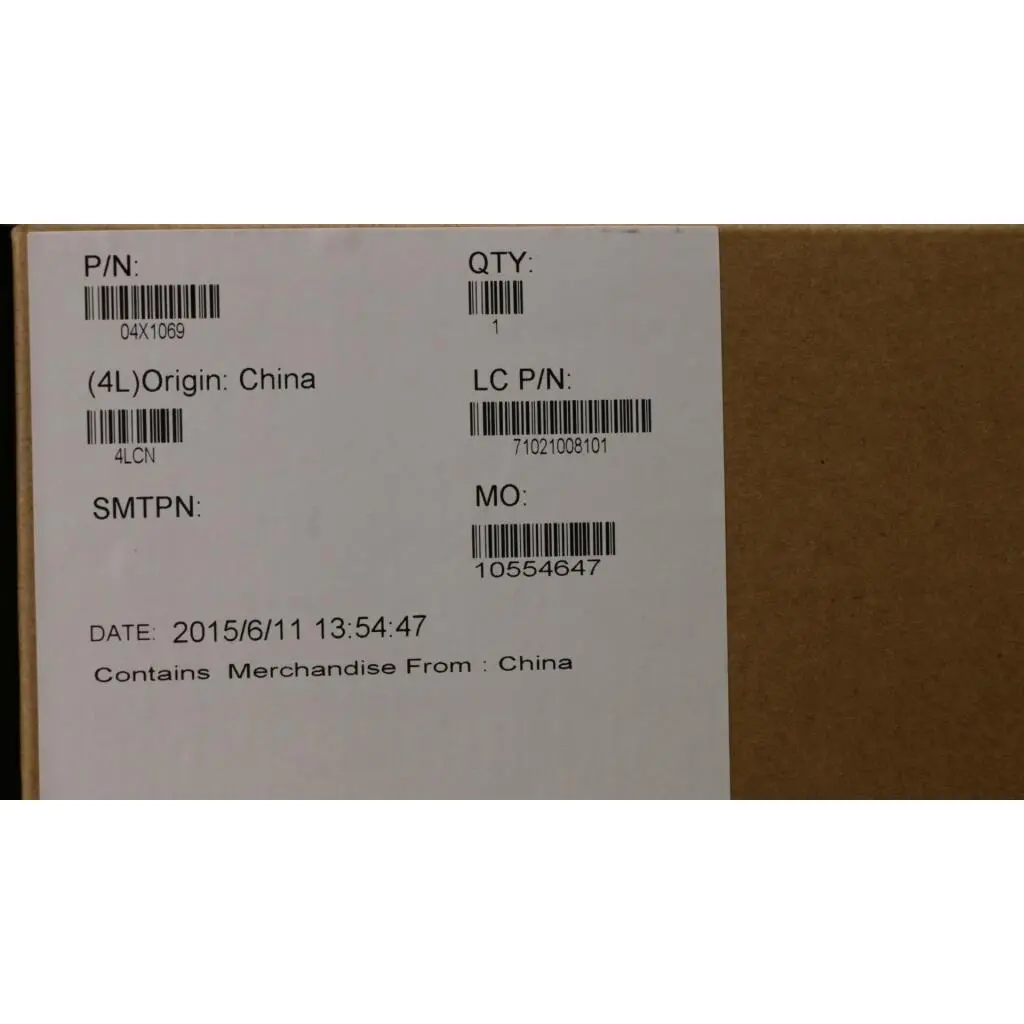 P/N: QTY:
04X1069 1
(4L)Origin: China LC P/N:
4LCN 71021008101
SMTPN: MO:
10554647
DATE: 2015/6/11 13:54:47
Contains Merchandise From : China